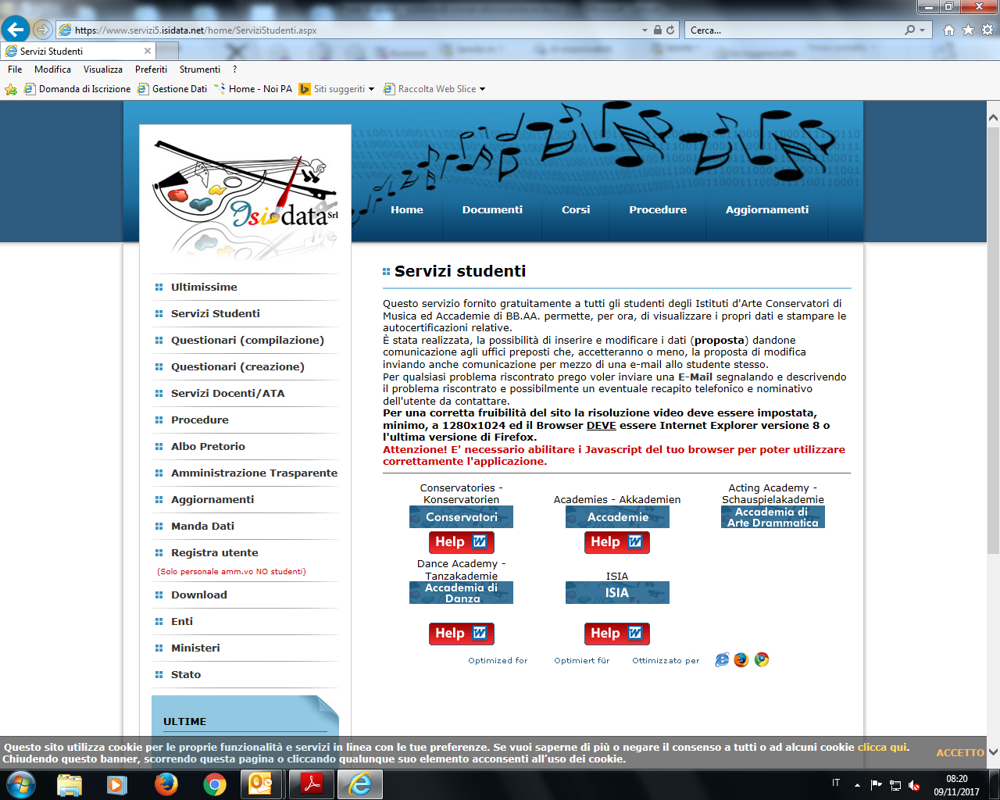 https://www.servizi5.isidata.net/home/ServiziStudenti.aspx
Cerca...
Servizi Studenti
File Modifica Visualizza Preferiti Strumenti ?
Domanda di Iscrizione Gestione Dati Home - Noi PA Siti suggeriti Raccolta Web Slice
Isidata Srl
Home Documenti Corsi Procedure Aggiornamenti
Ultimissime
Servizi Studenti
Questionari (compilazione)
Questionari (creazione)
Servizi Docenti/ATA
Procedure
Albo Pretorio
Amministrazione Trasparente
Aggiornamenti
Manda Dati
Registra utente
(Solo personale amm.vo NO studenti)
Download
Enti
Ministeri
Stato
ULTIME
Servizi studenti
Questo servizio fornito gratuitamente a tutti gli studenti degli Istituti d'Arte Conservatori di
Musica ed Accademie di BB.AA. permette, per ora, di visualizzare i propri dati e stampare le
autocertificazioni relative.
È stata realizzata, la possibilità di inserire e modificare i dati (proposta) dandone
comunicazione agli uffici preposti che, accetteranno o meno, la proposta di modifica
inviando anche comunicazione per mezzo di una e-mail allo studente stesso.
Per qualsiasi problema riscontrato prego voler inviare una E-Mail segnalando e descrivendo
il problema riscontrato e possibilmente un eventuale recapito telefonico e nominativo
dell'utente da contattare.
Per una corretta fruibilità del sito la risoluzione video deve essere impostata,
minimo, a 1280x1024 ed il Browser DEVE essere Internet Explorer versione 8 o
l'ultima versione di Firefox.
Attenzione! E' necessario abilitare i Javascript del tuo browser per poter utilizzare
correttamente l'applicazione.
Conservatories -
Konservatorien
Conservatori
Help
Academies - Akkademien
Accademie
Help
Acting Academy -
Schauspielakademie
Accademia di
Arte Drammatica
Dance Academy -
Tanzakademie
Accademia di
Danza
Help
ISIA
ISIA
Help
Optimized for Optimiert für Ottimizzato per
Questo sito utilizza cookie per le proprie funzionalità e servizi in linea con le tue preferenze. Se vuoi saperne di più o negare il consenso a tutti o ad alcuni cookie clicca qui.
Chiudendo questo banner, scorrendo questa pagina o cliccando qualunque suo elemento acconsenti all'uso dei cookie.
ACCETTO
IT
08:20
09/11/2017